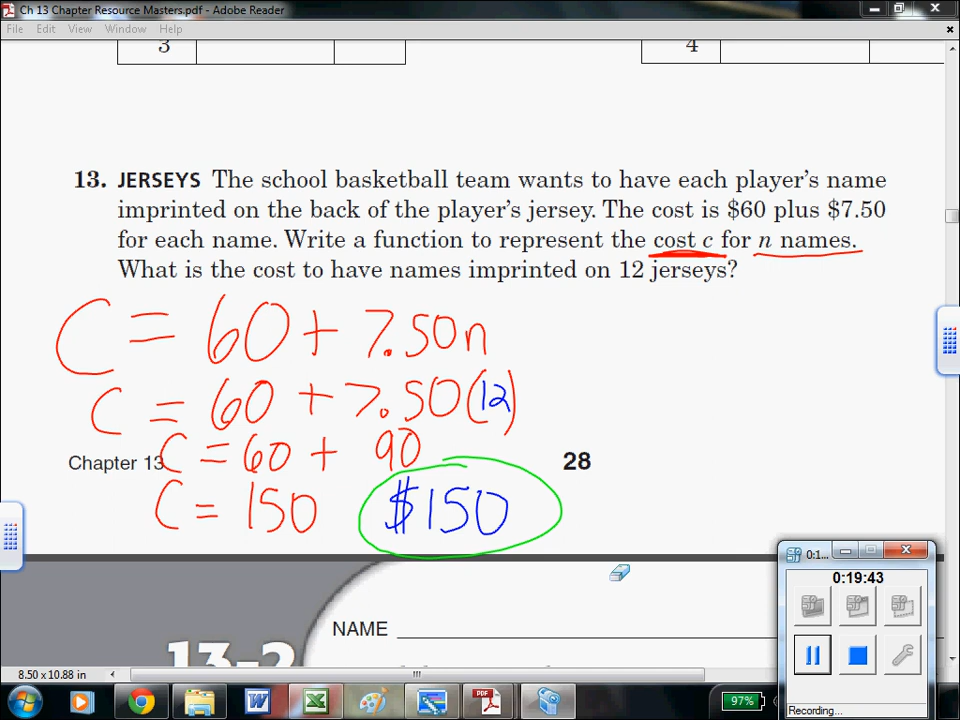 Ch 13 Chapter Resource Masters.pdf - Adobe Reader
File Edit View Window Help
3
4
13. JERSEYS The school basketball team wants to have each player's name
imprinted on the back of the player's jersey. The cost is $60 plus $7.50
for each name. Write a function to represent the cost c for n names.
What is the cost to have names imprinted on 12 jerseys?
C = 60 + 7.50n
C = 60 + 7.50(12)
C = 60 + 90
Chapter 13
28
C = 150 $150
0:1...
0:19:43
NAME
13-2
8.50 x 10.88 in
97%
Recording...